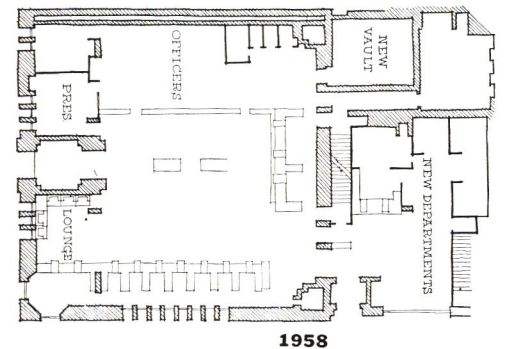 OFFICERS
NEW
VAULT
PRES
LOUNGE
NEW DEPARTMENTS
1958